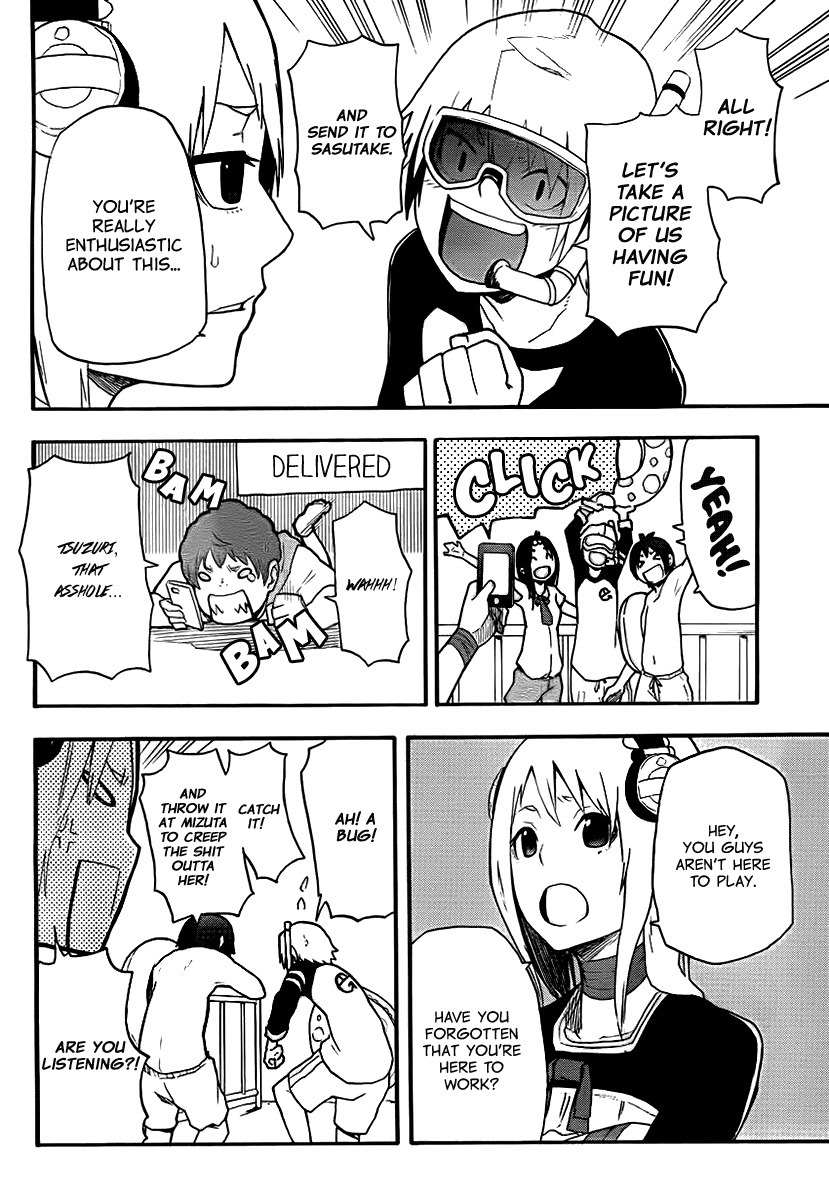 ALL
RIGHT!
LET'S
TAKE A
PICTURE
OF US
HAVING
FUN!
AND
SEND IT TO
SASUTAKE.
YOU'RE
REALLY
ENTHUSIASTIC
ABOUT THIS...
YEAH!
CLICK
DELIVERED
WAHHH!
BAM
BAM
TSUZURI,
THAT
ASSHOLE...
HEY,
YOU GUYS
AREN'T HERE
TO PLAY.
HAVE YOU
FORGOTTEN
THAT YOU'RE
HERE TO
WORK?
AH! A
BUG!
CATCH
IT!
AND
THROW IT
AT MIZUTA
TO CREEP
THE SHIT
OUTTA
HER!
ARE YOU
LISTENING?!